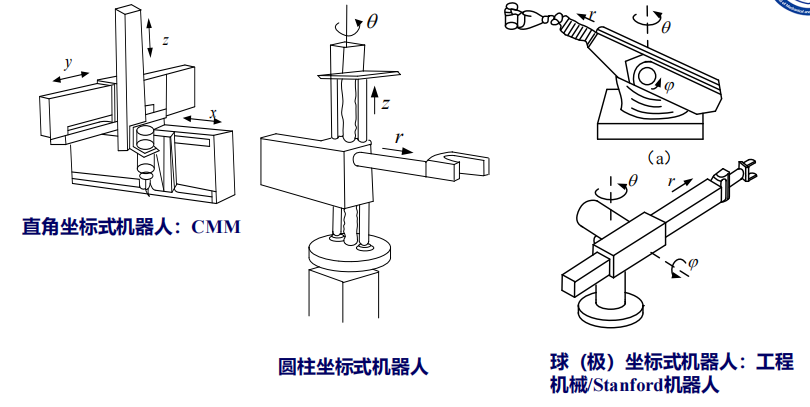 z
y
x
直角坐标式机器人：CMM
θ
z
r
圆柱坐标式机器人
r
θ
φ
（a）
θ
r
φ
球（极）坐标式机器人：工程
机械/Stanford机器人